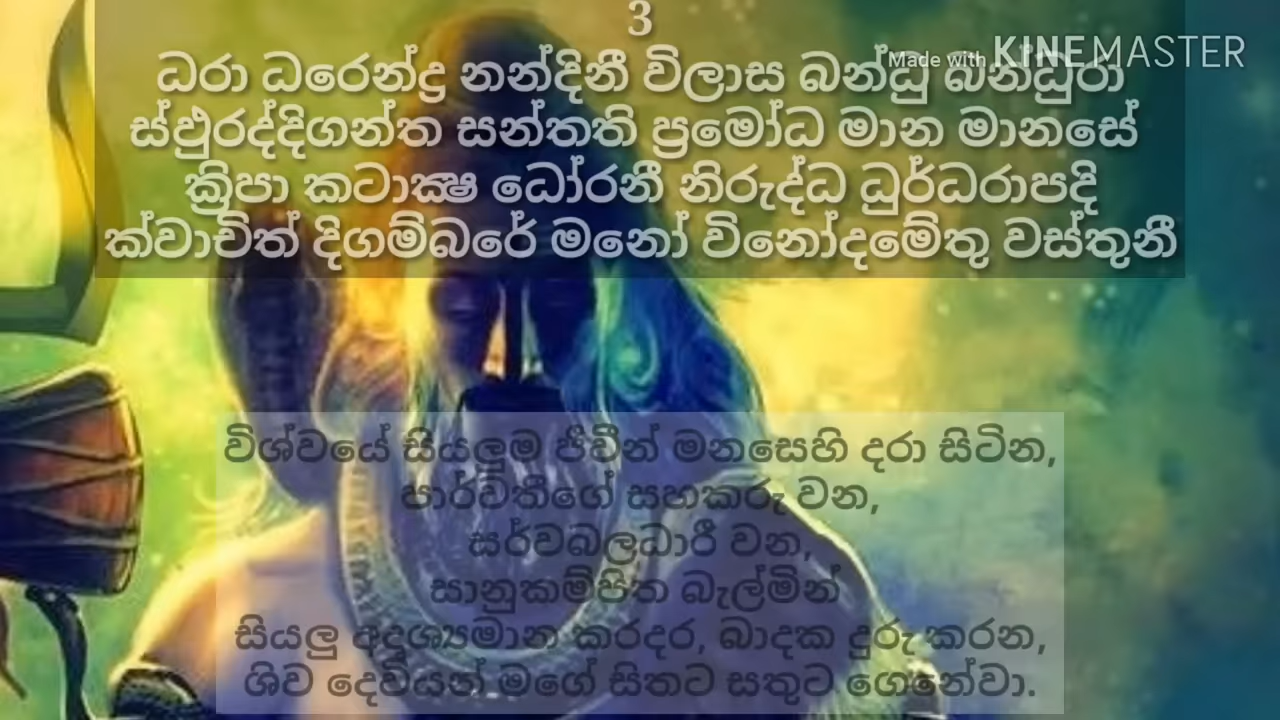 3
Made with KINEMASTER
ධරා ධරෙන්ද්‍ර නන්දිනී විලාස බන්ධු බන්ධුරා
ස්ඵුරද්දිගන්ත සන්තති ප්‍රමෝධ මාන මානසේ
ක්‍රිපා කටාක්ෂ ධෝරනී නිරුද්ධ ධුර්ධරාපදි
ක්වාචිත් දිගම්බරේ මනෝ විනෝදමේතු වස්තුනී
විශ්වයේ සියලුම ජීවීන් මනසෙහි දරා සිටින,
පාර්වතීගේ සහකරු වන,
සර්වබලධාරී වන,
සානුකම්පිත බැල්මින්
සියලු අදෘශ්‍යමාන කරදර, බාදක දුරු කරන,
ශිව දෙවියන් මගේ සිතට සතුට ගෙනේවා.